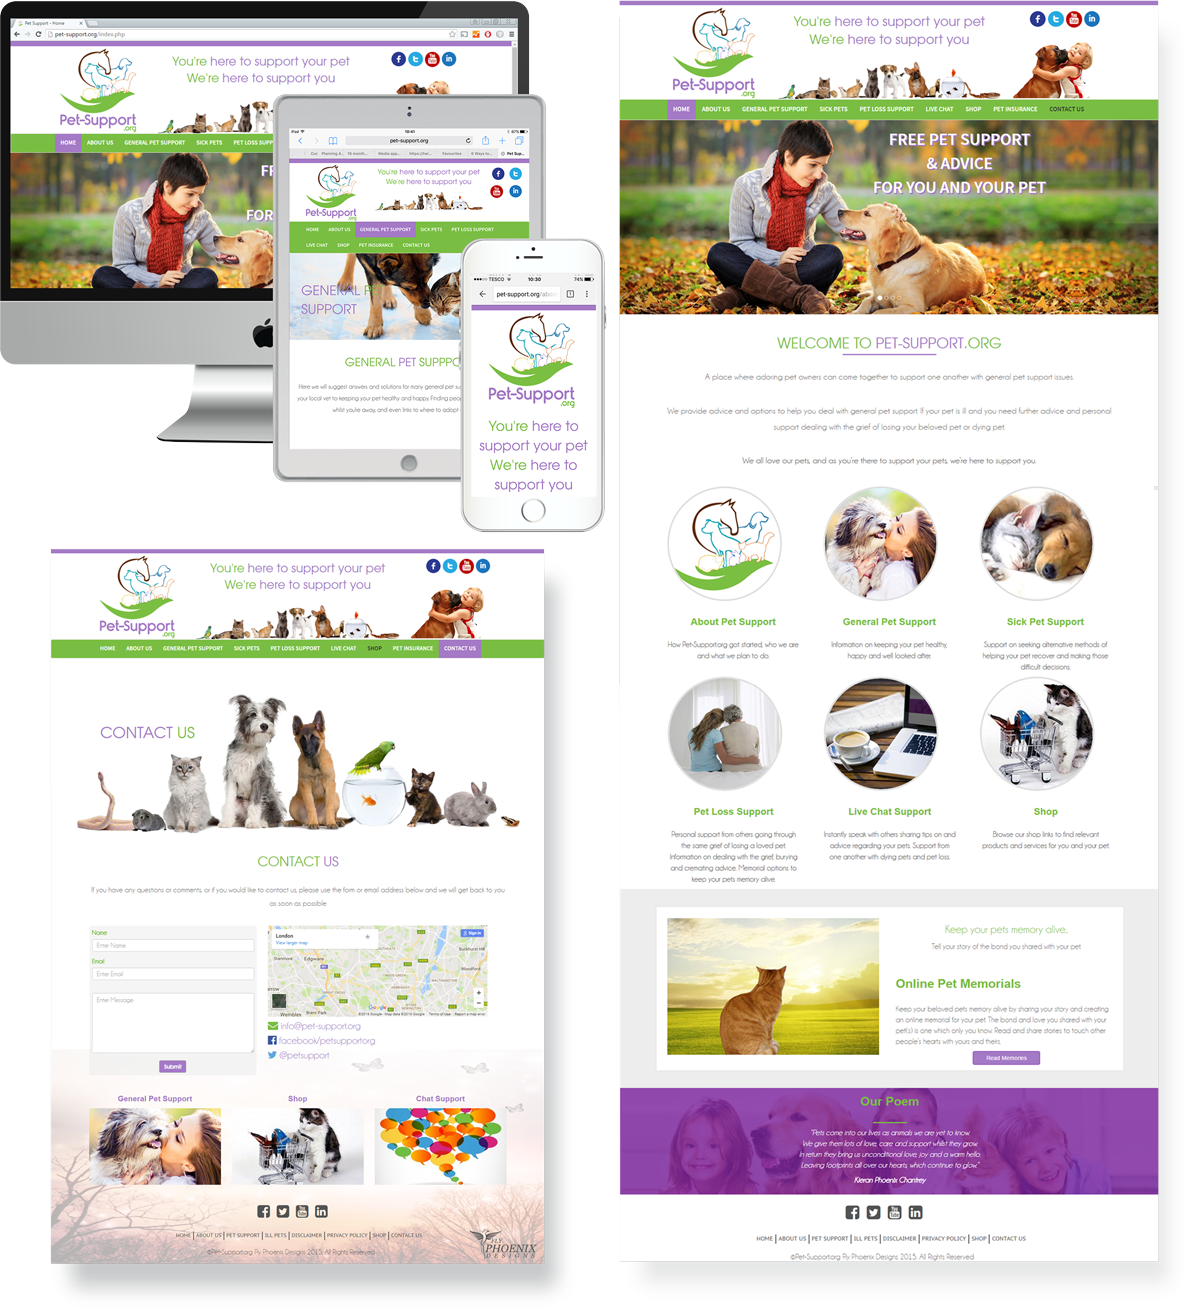 Pet Support - Home
pet-support.org/index.php
You're here to support your pet
We're here to support you
Pet-Support
.org
HOME ABOUT US GENERAL PET SUPPORT SICK PETS PET LOSS SUPP
FR
FOR
iPad
10:41
67%
pet-support.org
You're here to support your pet
We're here to support you
Pet-Support
.org
HOME ABOUT US GENERAL PET SUPPORT SICK PETS PET LOSS SUPPORT
LIVE CHAT SHOP PET INSURANCE CONTACT US
GENERAL PE
SUPPORT
GENERAL PET SUPPPO
Here we will suggest answers and solutions for many general pet su
your local vet to keeping your pet healthy and happy. Finding peop
whilst you're away, and even links to where to adopt
TESCO
10:30
74%
pet-support.org/abou
Pet-Support
.org
You're here to
support your pet
We're here to
support you
Pet-Support
.org
You're here to support your pet
We're here to support you
HOME ABOUT US GENERAL PET SUPPORT SICK PETS PET LOSS SUPPORT LIVE CHAT SHOP PET INSURANCE CONTACT US
CONTACT US
CONTACT US
If you have any questions or comments, or if you would like to contact us, please use the form or email address below and we will get back to you
as soon as possible
Name
Enter Name
Email
Enter Email
Enter Message
Submit
London
View larger map
Sign in
Stanmore
Edgware
Buckhurst Hill
Woodford
Wembley
Brent Park
Google
info@pet-support.org
facebook/petsupportorg
@petsupport
General Pet Support
Shop
Chat Support
HOME | ABOUT US | PET SUPPORT | ILL PETS | DISCLAIMER | PRIVACY POLICY | SHOP | CONTACT US
©Pet-Support.org Fly Phoenix Designs 2015. All Rights Reserved
FLY
PHOENIX
DESIGNS
Pet-Support
.org
You're here to support your pet
We're here to support you
HOME ABOUT US GENERAL PET SUPPORT SICK PETS PET LOSS SUPPORT LIVE CHAT SHOP PET INSURANCE CONTACT US
FREE PET SUPPORT
& ADVICE
FOR YOU AND YOUR PET
WELCOME TO PET-SUPPORT.ORG
A place where adoring pet owners can come together to support one another with general pet support issues.
We provide advice and options to help you deal with general pet support if your pet is ill and you need further advice and personal
support dealing with the grief of losing your beloved pet or dying pet.
We all love our pets, and as you're there to support your pets, we're here to support you.
About Pet Support
How Pet-Support.org got started, who we are
and what we plan to do.
General Pet Support
Information on keeping your pet healthy,
happy and well looked after.
Sick Pet Support
Support on seeking alternative methods of
helping your pet recover and making those
difficult decisions.
Pet Loss Support
Personal support from others going through
the same grief of losing a loved pet.
Information on dealing with the grief, burying
and cremating advice. Memorial options to
keep your pets memory alive.
Live Chat Support
Instantly speak with others sharing tips on and
advice regarding your pets. Support from
one another with dying pets and pet loss.
Shop
Browse our shop links to find relevant
products and services for you and your pet.
Keep your pets memory alive.
Tell your story of the bond you shared with your pet
Online Pet Memorials
Keep your beloved pets memory alive by sharing your story and creating
an online memorial for your pet. The bond and love you shared with your
pet(s) is one which only you know. Read and share stories to touch other
people's hearts with yours and theirs.
Read Memories
Our Poem
"Pets come into our lives as animals we are yet to know.
We give them lots of love, care and support whilst they grow.
In return they bring us unconditional love, joy and a warm hello.
Leaving footprints all over our hearts, which continue to glow."
Kieran Phoenix Chantrey
HOME | ABOUT US | PET SUPPORT | ILL PETS | DISCLAIMER | PRIVACY POLICY | SHOP | CONTACT US
©Pet-Support.org Fly Phoenix Designs 2015. All Rights Reserved